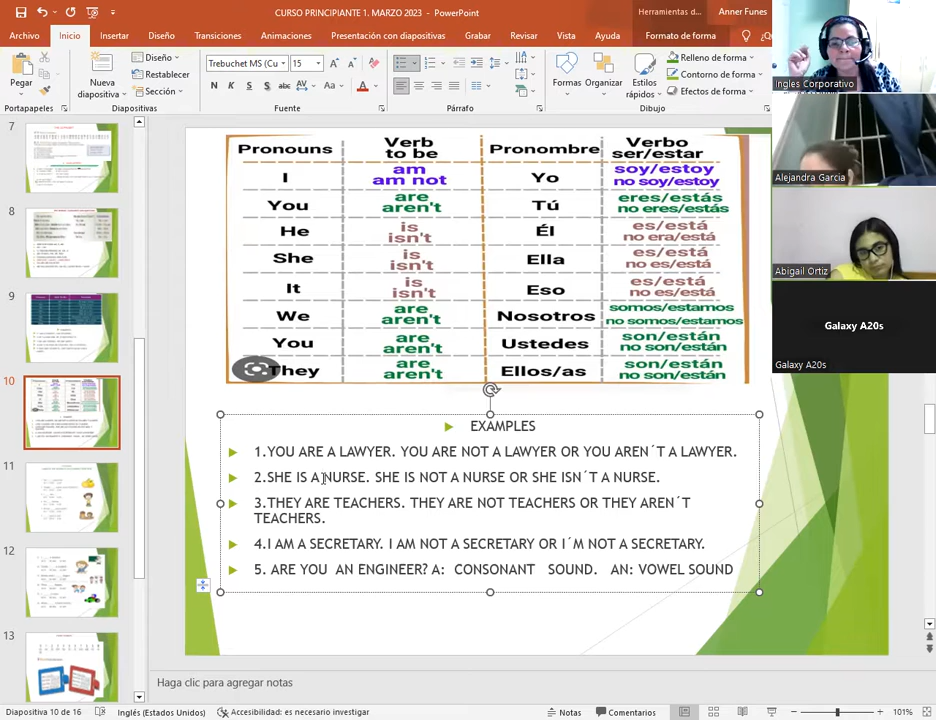 CURSO PRINCIPIANTE 1. MARZO 2023 - PowerPoint
Herramientas d...
Anner Funes
Archivo Inicio Insertar Diseño Transiciones Animaciones Presentación con diapositivas Grabar Revisar Vista Ayuda Formato de forma
Pegar
Nueva diapositiva
Diseño
Restablecer
Sección
Trebuchet MS (Cu 15
N K S abc AV Aa A
Formas Organizar Estilos rápidos
Relleno de forma
Contorno de forma
Efectos de forma
Portapapeles Diapositivas Fuente Párrafo Dibujo
Ingles Corporativo
Alejandra Garcia
Abigail Ortiz
Galaxy A20s
Galaxy A20s
7
8
9
10
11
12
13
Pronouns Verb to be Pronombre Verbo ser/estar
I am am not Yo soy/estoy no soy/estoy
You are aren't Tú eres/estás no eres/estás
He is isn't Él es/está no era/está
She is isn't Ella es/está no es/está
It is isn't Eso es/está no es/está
We are aren't Nosotros somos/estamos no somos/estamos
You are aren't Ustedes son/están no son/están
They are aren't Ellos/as son/están no son/están
EXAMPLES
1.YOU ARE A LAWYER. YOU ARE NOT A LAWYER OR YOU AREN´T A LAWYER.
2.SHE IS A NURSE. SHE IS NOT A NURSE OR SHE ISN´T A NURSE.
3.THEY ARE TEACHERS. THEY ARE NOT TEACHERS OR THEY AREN´T
TEACHERS.
4.I AM A SECRETARY. I AM NOT A SECRETARY OR I´M NOT A SECRETARY.
5. ARE YOU AN ENGINEER? A: CONSONANT SOUND. AN: VOWEL SOUND
Haga clic para agregar notas
Diapositiva 10 de 16 Inglés (Estados Unidos) Accesibilidad: es necesario investigar Notas Comentarios 101%